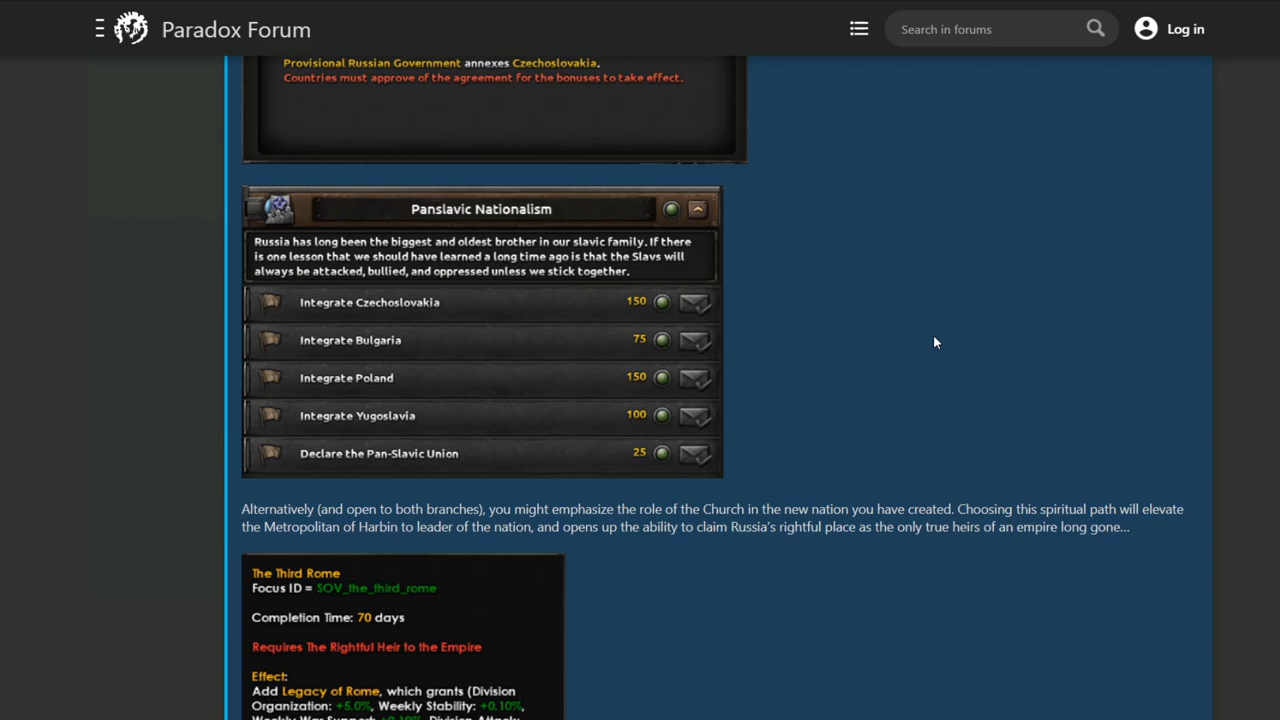 Paradox Forum
Search in forums
Log in
Provisional Russian Government annexes Czechoslovakia.
Countries must approve of the agreement for the bonuses to take effect.
Panslavic Nationalism
Russia has long been the biggest and oldest brother in our slavic family. If there
is one lesson that we should have learned a long time ago is that the Slavs will
always be attacked, bullied, and oppressed unless we stick together.
Integrate Czechoslovakia 150
Integrate Bulgaria 75
Integrate Poland 150
Integrate Yugoslavia 100
Declare the Pan-Slavic Union 25
Alternatively (and open to both branches), you might emphasize the role of the Church in the new nation you have created. Choosing this spiritual path will elevate
the Metropolitan of Harbin to leader of the nation, and opens up the ability to claim Russia's rightful place as the only true heirs of an empire long gone...
The Third Rome
Focus ID = SOV_the_third_rome
Completion Time: 70 days
Requires The Rightful Heir to the Empire
Effect:
Add Legacy of Rome, which grants (Division
Organization: +5.0%, Weekly Stability: +0.10%,
Weekly War Support: +0.10%, Division Attack: